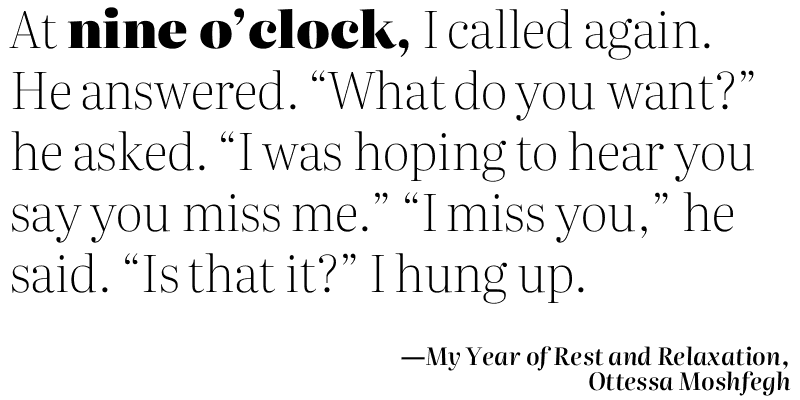 At nine o’clock, I called again.
He answered. “What do you want?”
he asked. “I was hoping to hear you
say you miss me.” “I miss you,” he
said. “Is that it?” I hung up.
—My Year of Rest and Relaxation,
Ottessa Moshfegh